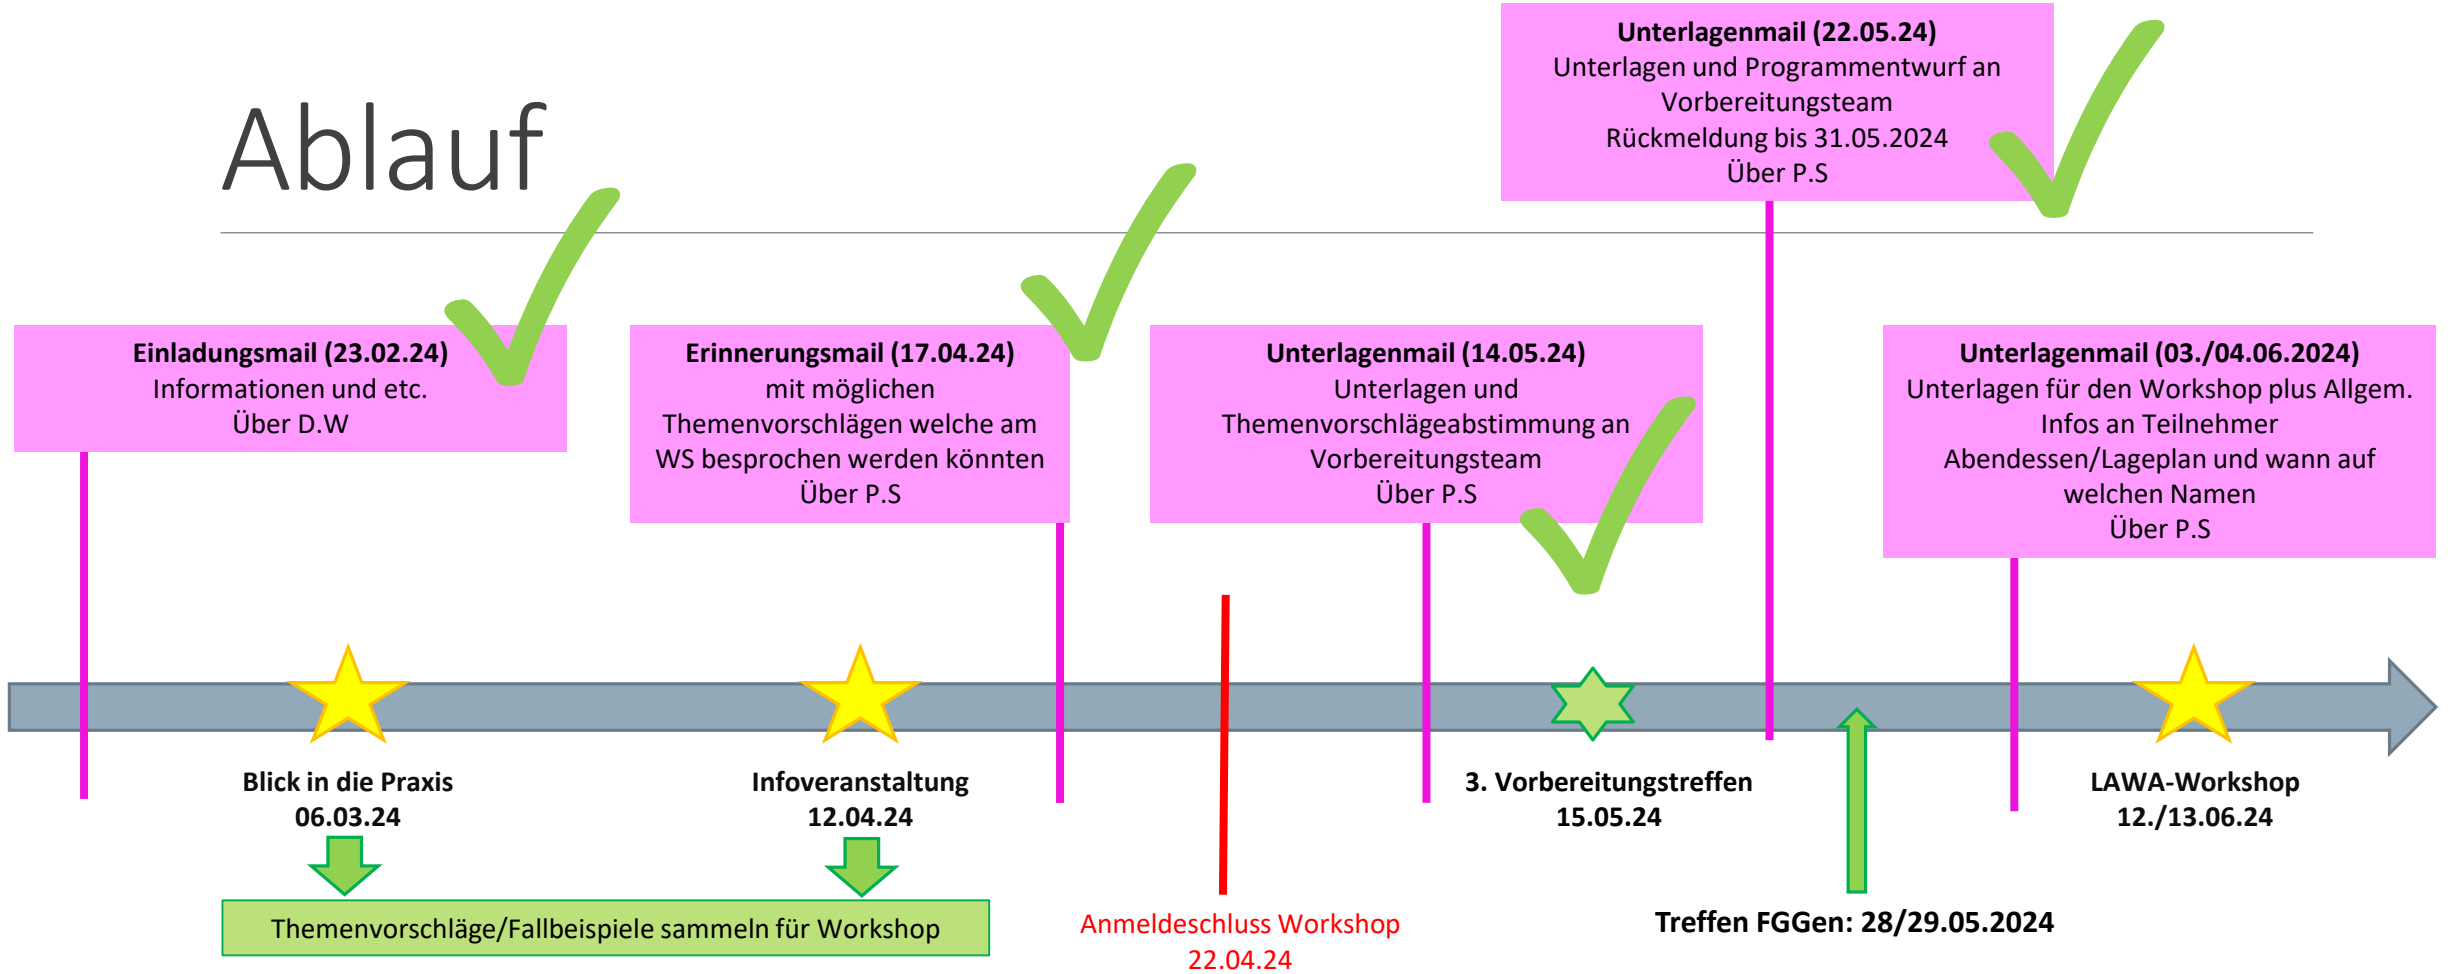 Ablauf
Unterlagenmail (22.05.24)
Unterlagen und Programmentwurf an
Vorbereitungsteam
Rückmeldung bis 31.05.2024
Über P.S
Einladungsmail (23.02.24)
Informationen und etc.
Über D.W
Erinnerungsmail (17.04.24)
mit möglichen
Themenvorschlägen welche am
WS besprochen werden könnten
Über P.S
Unterlagenmail (14.05.24)
Unterlagen und
Themenvorschlägeabstimmung an
Vorbereitungsteam
Über P.S
Unterlagenmail (03./04.06.2024)
Unterlagen für den Workshop plus Allgem.
Infos an Teilnehmer
Abendessen/Lageplan und wann auf
welchen Namen
Über P.S
Blick in die Praxis
06.03.24
Infoveranstaltung
12.04.24
3. Vorbereitungstreffen
15.05.24
LAWA-Workshop
12./13.06.24
Themenvorschläge/Fallbeispiele sammeln für Workshop
Anmeldeschluss Workshop
22.04.24
Treffen FGGen: 28/29.05.2024